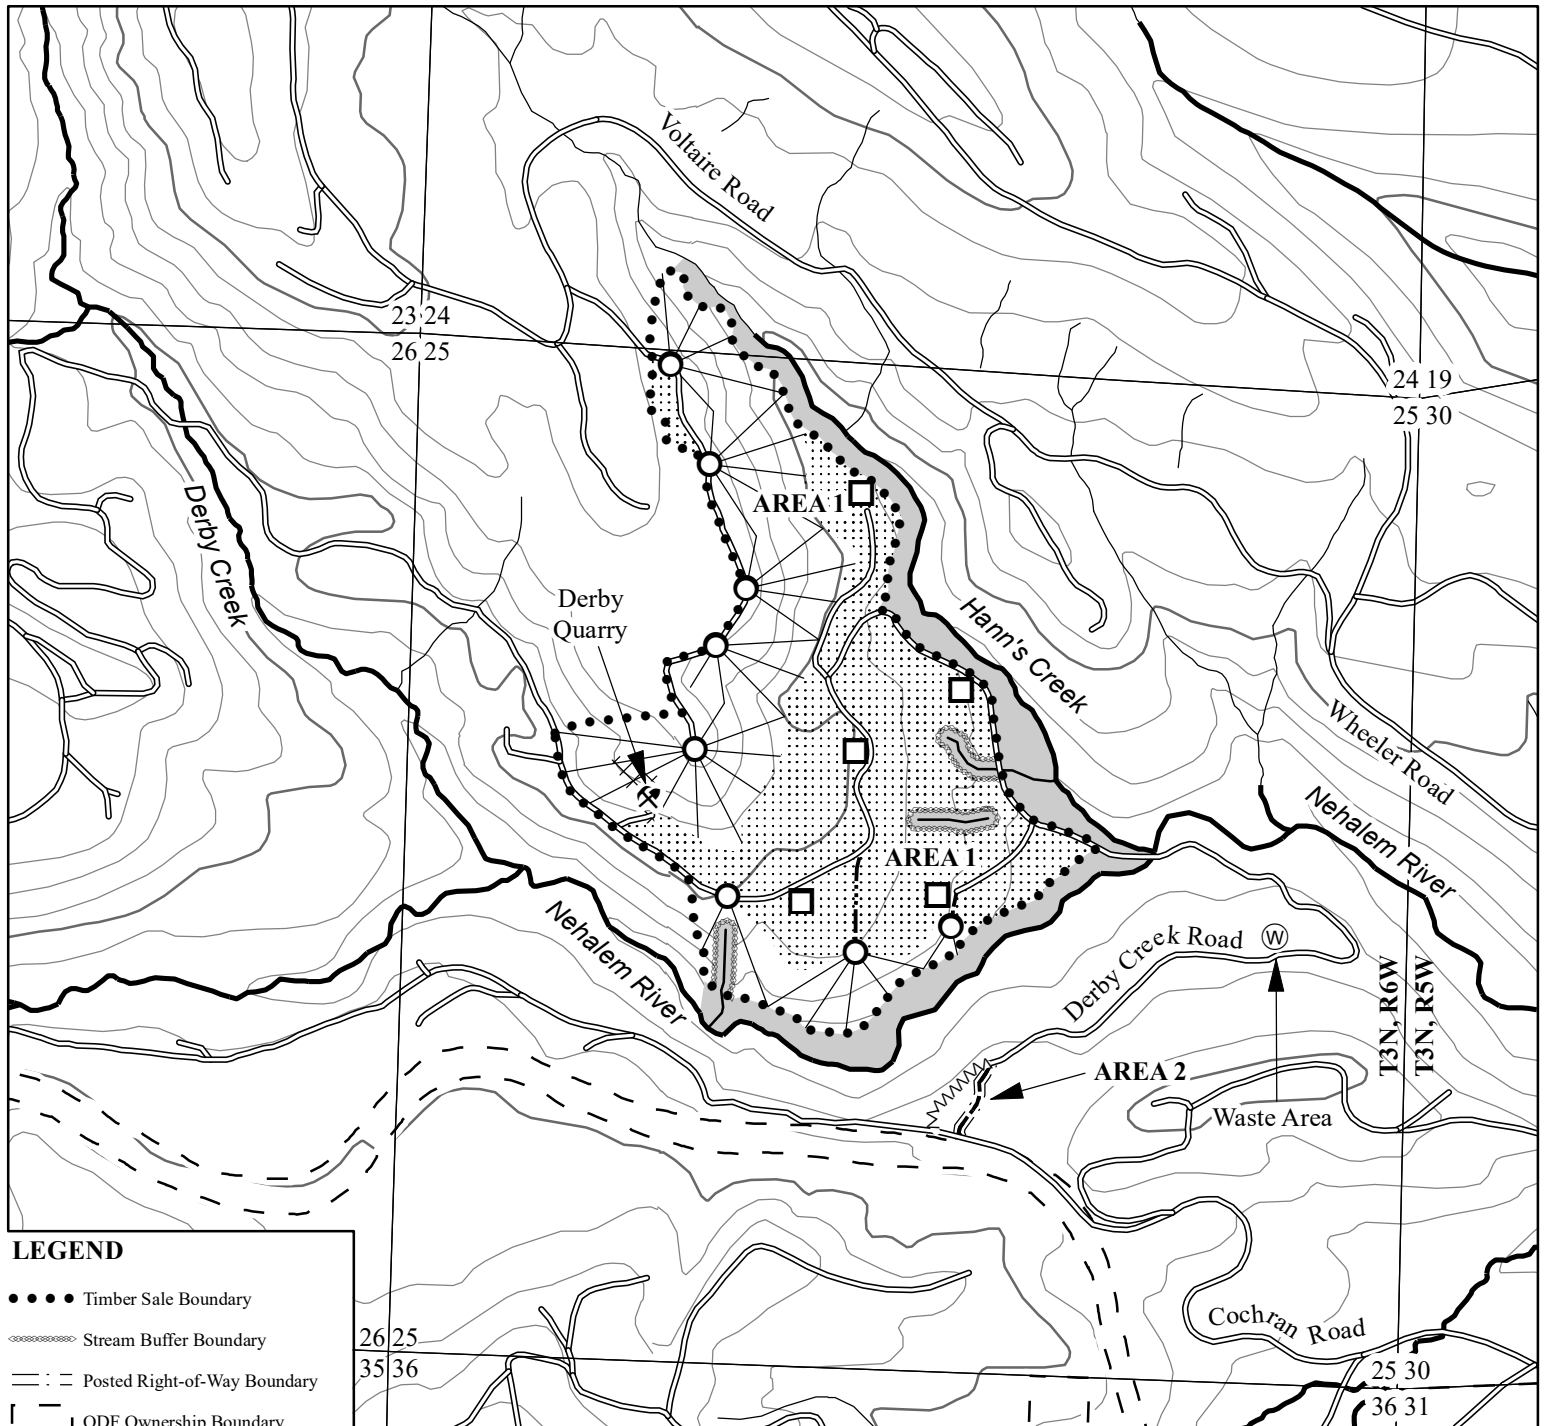 Voltaire Road
23 24
26 25
24 19
25 30
AREA 1
Derby Creek
Derby
Quarry
Hann's Creek
Wheeler Road
Nehalem River
AREA 1
Nehalem River
Derby Creek Road
W
T3N, R6W
T3N, R5W
AREA 2
Waste Area
Cochran Road
LEGEND
Timber Sale Boundary
Stream Buffer Boundary
Posted Right-of-Way Boundary
ODF Ownership Boundary
26 25
35 36
25 30
36 31